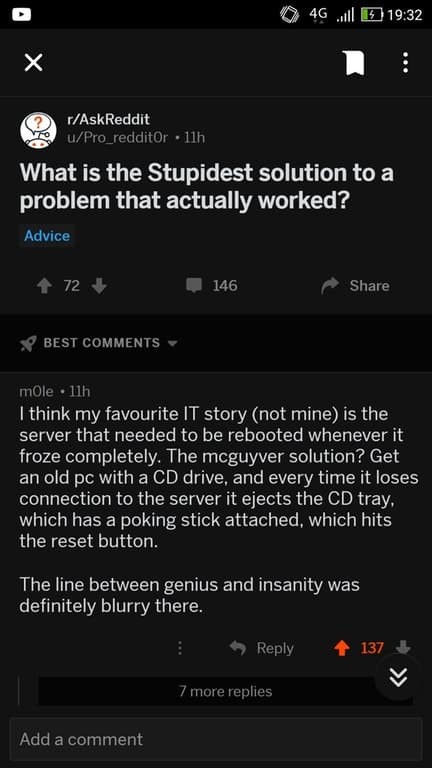 4G 19:32
r/AskReddit
u/Pro_reddit0r • 11h
What is the Stupidest solution to a
problem that actually worked?
Advice
72 146 Share
BEST COMMENTS
m0le • 11h
I think my favourite IT story (not mine) is the
server that needed to be rebooted whenever it
froze completely. The mcguyver solution? Get
an old pc with a CD drive, and every time it loses
connection to the server it ejects the CD tray,
which has a poking stick attached, which hits
the reset button.
The line between genius and insanity was
definitely blurry there.
Reply 137
7 more replies
Add a comment